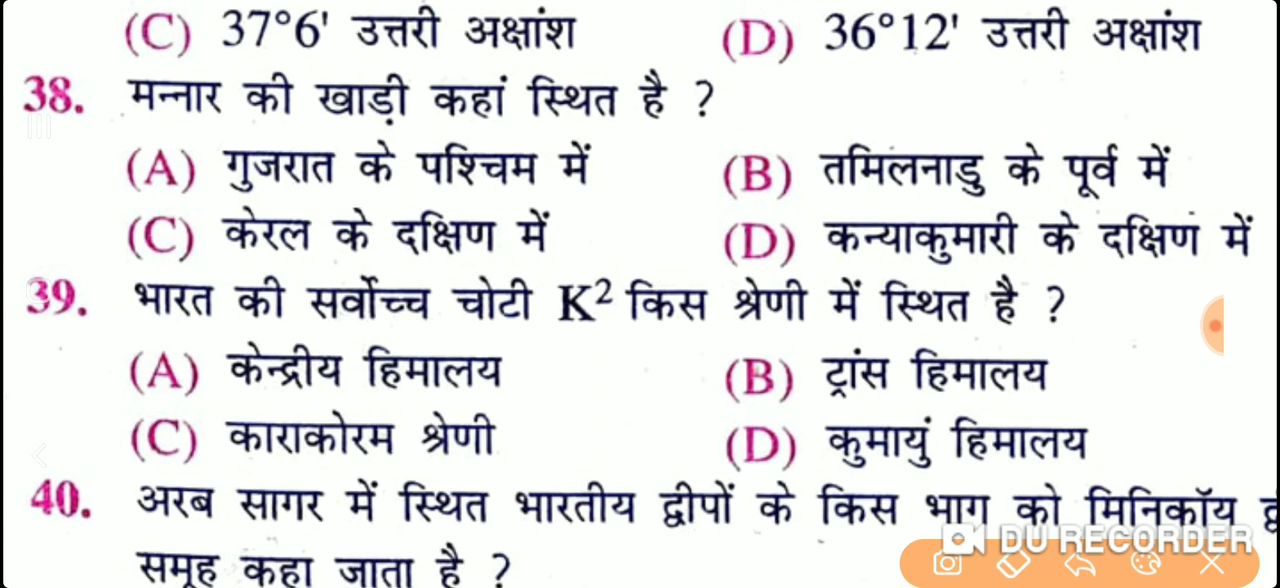 (C) 37°6' उत्तरी अक्षांश (D) 36°12' उत्तरी अक्षांश
38. मन्नार की खाड़ी कहां स्थित है ?
(A) गुजरात के पश्चिम में (B) तमिलनाडु के पूर्व में
(C) केरल के दक्षिण में (D) कन्याकुमारी के दक्षिण में
39. भारत की सर्वोच्च चोटी K² किस श्रेणी में स्थित है ?
(A) केन्द्रीय हिमालय (B) ट्रांस हिमालय
(C) काराकोरम श्रेणी (D) कुमायुं हिमालय
40. अरब सागर में स्थित भारतीय द्वीपों के किस भाग को मिनिकॉय
समूह कहा जाता है ?
DU RECORDER